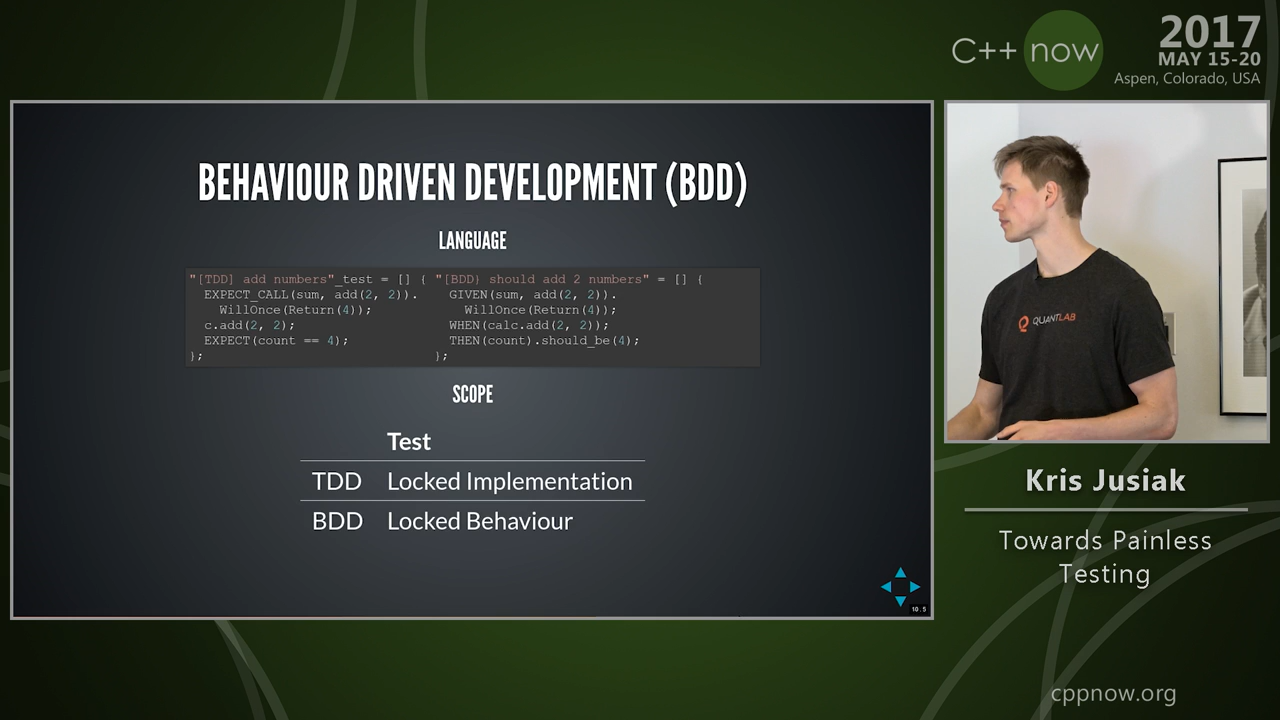 C++ now
2017
MAY 15-20
Aspen, Colorado, USA
BEHAVIOUR DRIVEN DEVELOPMENT (BDD)
LANGUAGE
"[TDD] add numbers"_test = [] {
EXPECT_CALL(sum, add(2, 2)).
WillOnce(Return(4));
c.add(2, 2);
EXPECT(count == 4);
};
"[BDD} should add 2 numbers" = [] {
GIVEN(sum, add(2, 2)).
WillOnce(Return(4));
WHEN(calc.add(2, 2));
THEN(count).should_be(4);
};
SCOPE
Test
TDD Locked Implementation
BDD Locked Behaviour
10.5
QUANTLAB
Kris Jusiak
Towards Painless
Testing
cppnow.org